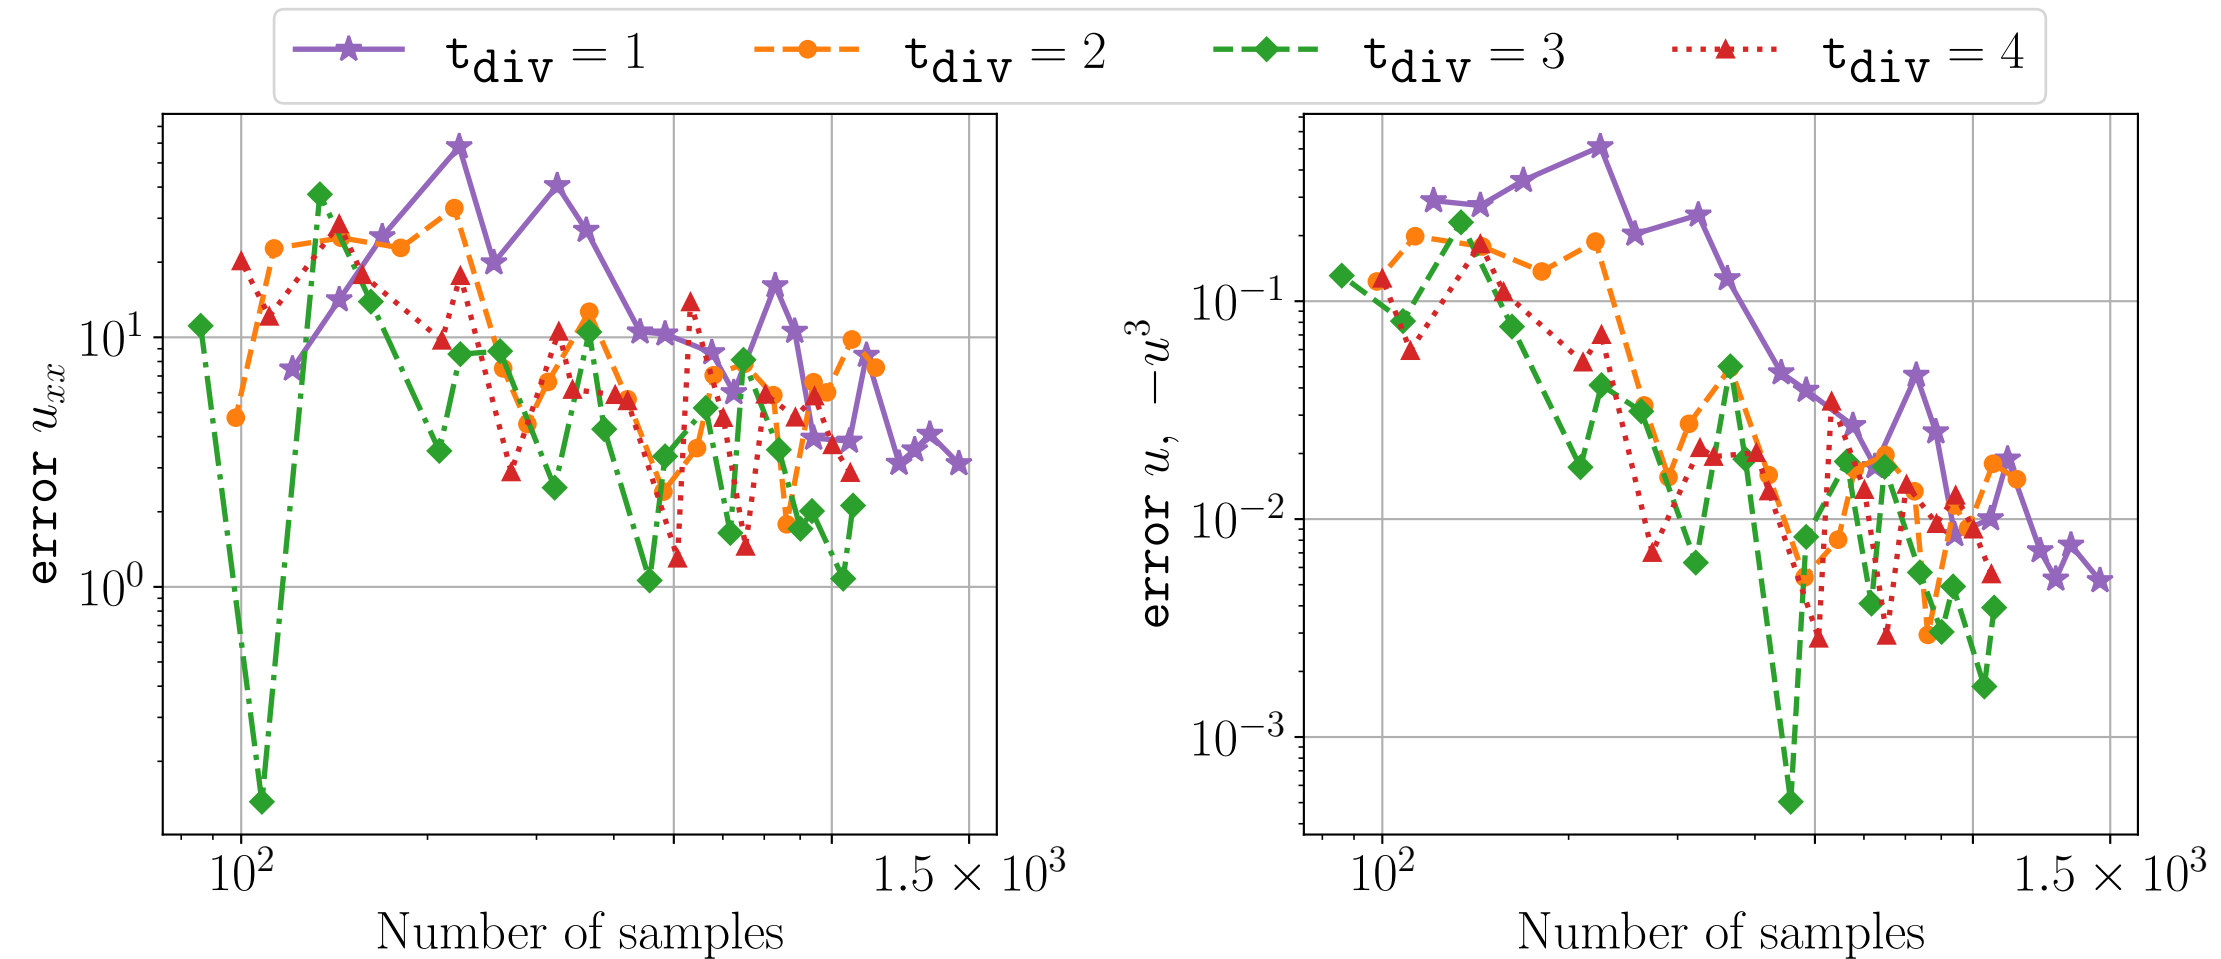 t_div = 1 t_div = 2 t_div = 3 t_div = 4
error u_xx
10^1
10^0
10^2
1.5 × 10^3
Number of samples
error u, −u^3
10^−1
10^−2
10^−3
10^2
1.5 × 10^3
Number of samples